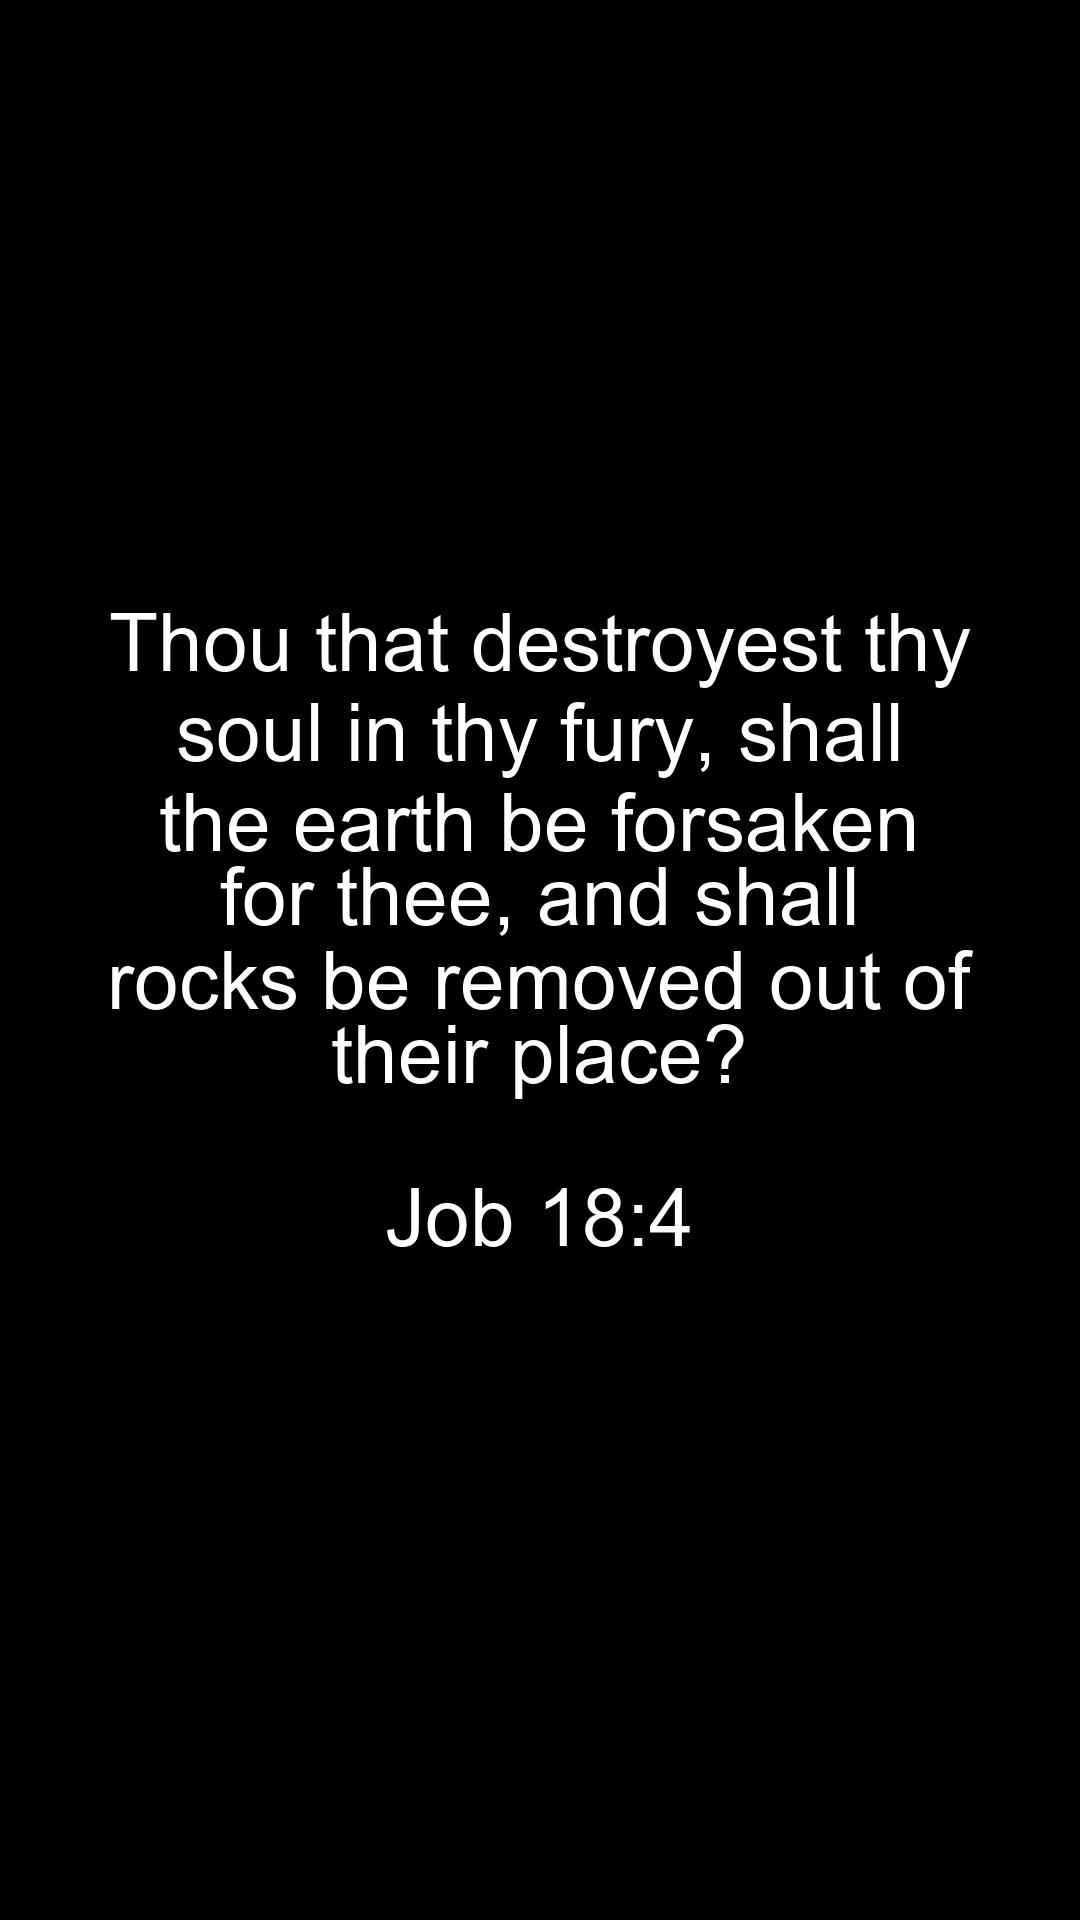 Thou that destroyest thy
soul in thy fury, shall
the earth be forsaken
for thee, and shall
rocks be removed out of
their place?
Job 18:4